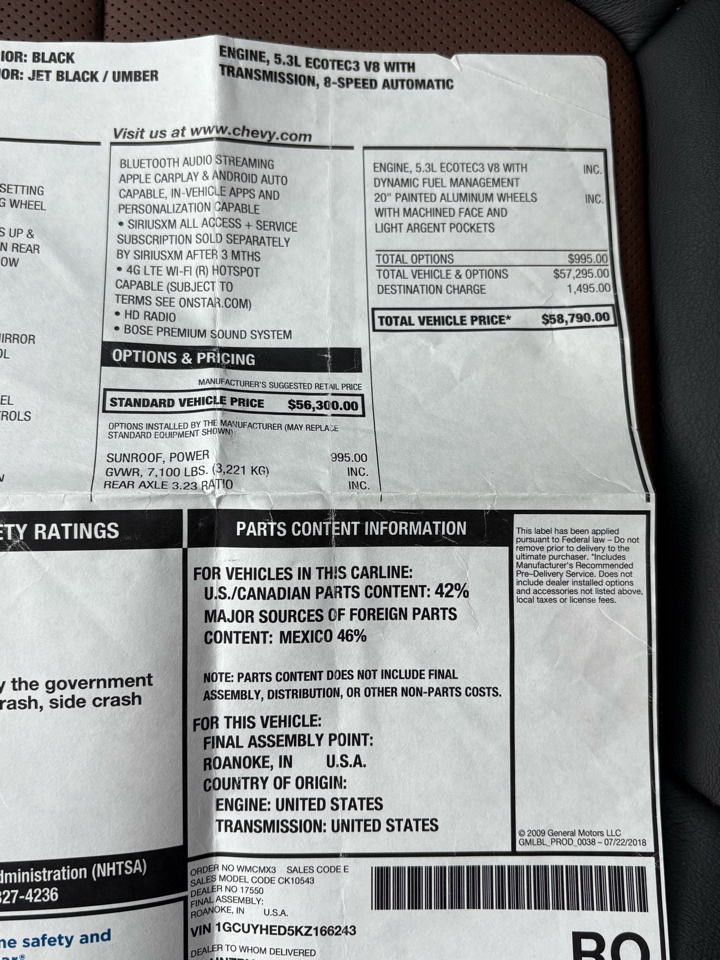 IOR: BLACK
OR: JET BLACK / UMBER
ENGINE, 5.3L ECOTEC3 V8 WITH
TRANSMISSION, 8-SPEED AUTOMATIC
Visit us at www.chevy.com
SETTING
G WHEEL
S UP &
N REAR
OW
IRROR
OL
EL
ROLS
BLUETOOTH AUDIO STREAMING
APPLE CARPLAY & ANDROID AUTO
CAPABLE, IN-VEHICLE APPS AND
PERSONALIZATION CAPABLE
• SIRIUSXM ALL ACCESS + SERVICE
SUBSCRIPTION SOLD SEPARATELY
BY SIRIUSXM AFTER 3 MTHS
• 4G LTE WI-FI (R) HOTSPOT
CAPABLE (SUBJECT TO
TERMS SEE ONSTAR.COM)
• HD RADIO
• BOSE PREMIUM SOUND SYSTEM
OPTIONS & PRICING
MANUFACTURER'S SUGGESTED RETAIL PRICE
STANDARD VEHICLE PRICE $56,300.00
OPTIONS INSTALLED BY THE MANUFACTURER (MAY REPLACE
STANDARD EQUIPMENT SHOWN)
SUNROOF, POWER 995.00
GVWR, 7,100 LBS. (3,221 KG) INC.
REAR AXLE 3.23 RATIO INC.
ENGINE, 5.3L ECOTEC3 V8 WITH INC.
DYNAMIC FUEL MANAGEMENT
20" PAINTED ALUMINUM WHEELS INC.
WITH MACHINED FACE AND
LIGHT ARGENT POCKETS
TOTAL OPTIONS $995.00
TOTAL VEHICLE & OPTIONS $57,295.00
DESTINATION CHARGE 1,495.00
TOTAL VEHICLE PRICE* $58,790.00
ETY RATINGS
y the government
rash, side crash
dministration (NHTSA)
327-4236
ne safety and
PARTS CONTENT INFORMATION
FOR VEHICLES IN THIS CARLINE:
U.S./CANADIAN PARTS CONTENT: 42%
MAJOR SOURCES OF FOREIGN PARTS
CONTENT: MEXICO 46%
NOTE: PARTS CONTENT DOES NOT INCLUDE FINAL
ASSEMBLY, DISTRIBUTION, OR OTHER NON-PARTS COSTS.
FOR THIS VEHICLE:
FINAL ASSEMBLY POINT:
ROANOKE, IN U.S.A.
COUNTRY OF ORIGIN:
ENGINE: UNITED STATES
TRANSMISSION: UNITED STATES
This label has been applied
pursuant to Federal law – Do not
remove prior to delivery to the
ultimate purchaser. *Includes
Manufacturer's Recommended
Pre-Delivery Service. Does not
include dealer installed options
and accessories not listed above,
local taxes or license fees.
© 2009 General Motors LLC
GMLBL_PROD_0038 – 07/22/2018
ORDER NO WMCMX3 SALES CODE E
SALES MODEL CODE CK10543
DEALER NO 17550
FINAL ASSEMBLY:
ROANOKE, IN U.S.A.
VIN 1GCUYHED5KZ166243
DEALER TO WHOM DELIVERED
RO